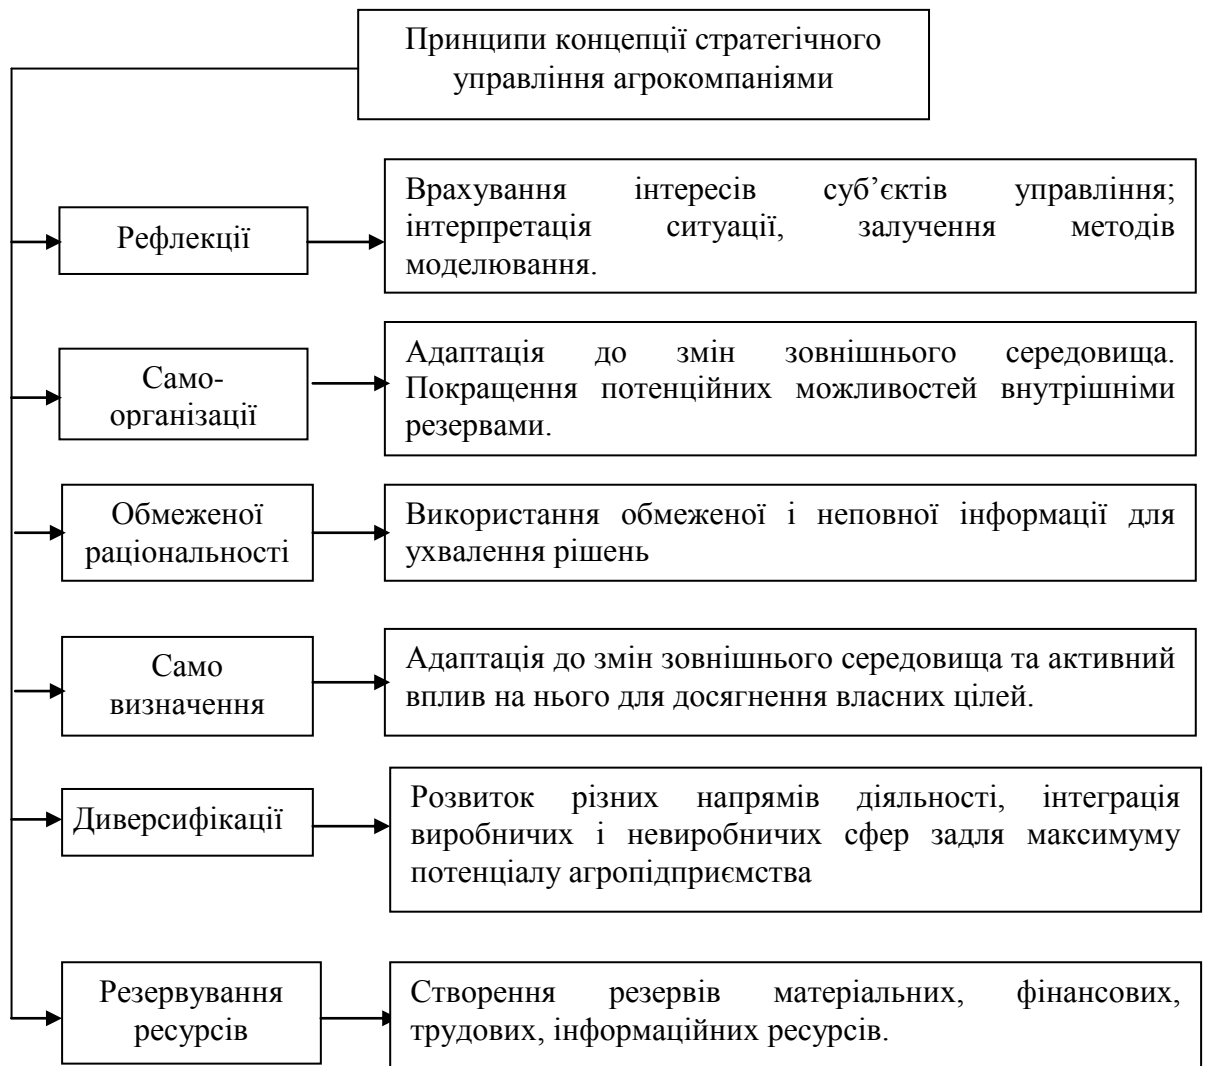 Принципи концепції стратегічного
управління агрокомпаніями
Рефлекції
Врахування інтересів суб’єктів управління;
інтерпретація ситуації, залучення методів
моделювання.
Само-
організації
Адаптація до змін зовнішнього середовища.
Покращення потенційних можливостей внутрішніми
резервами.
Обмеженої
раціональності
Використання обмеженої і неповної інформації для
ухвалення рішень
Само
визначення
Адаптація до змін зовнішнього середовища та активний
вплив на нього для досягнення власних цілей.
Диверсифікації
Розвиток різних напрямів діяльності, інтеграція
виробничих і невиробничих сфер задля максимуму
потенціалу агропідприємства
Резервування
ресурсів
Створення резервів матеріальних, фінансових,
трудових, інформаційних ресурсів.